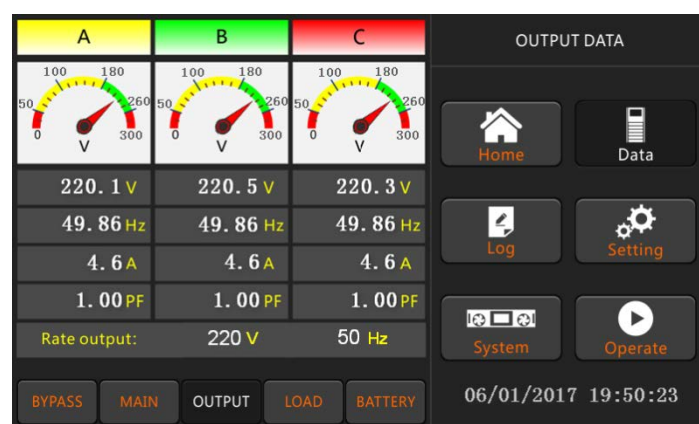 A B C OUTPUT DATA
100 180 100 180 100 180
50 260 50 260 50 260
0 300 0 300 0 300
V V V
Home Data
220.1 V 220.5 V 220.3 V
49.86 Hz 49.86 Hz 49.86 Hz
Log Setting
4.6 A 4.6 A 4.6 A
1.00 PF 1.00 PF 1.00 PF
Rate output: 220 V 50 Hz
System Operate
BYPASS MAIN OUTPUT LOAD BATTERY
06/01/2017 19:50:23